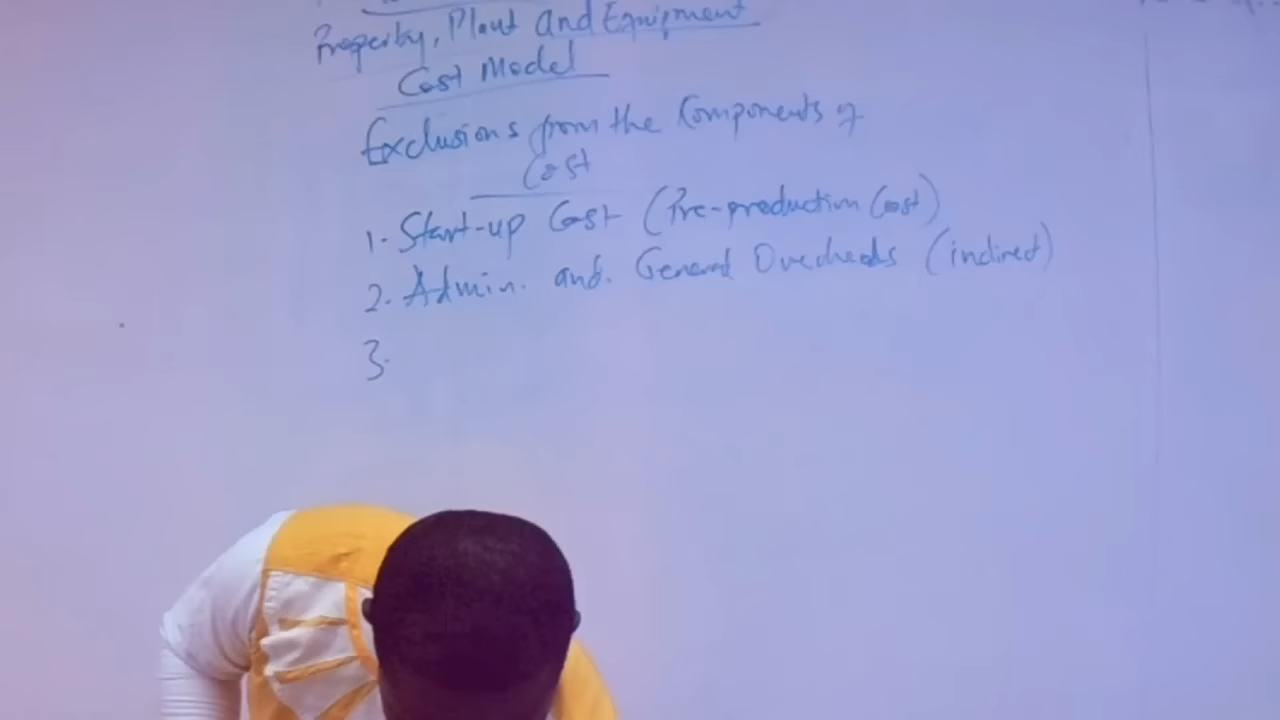 Property, Plant And Equipment
Cost Model
Exclusions from the Components of
Cost
1. Start-up Cost (Pre-production Cost)
2. Admin. and. General Overheads (indirect)
3.